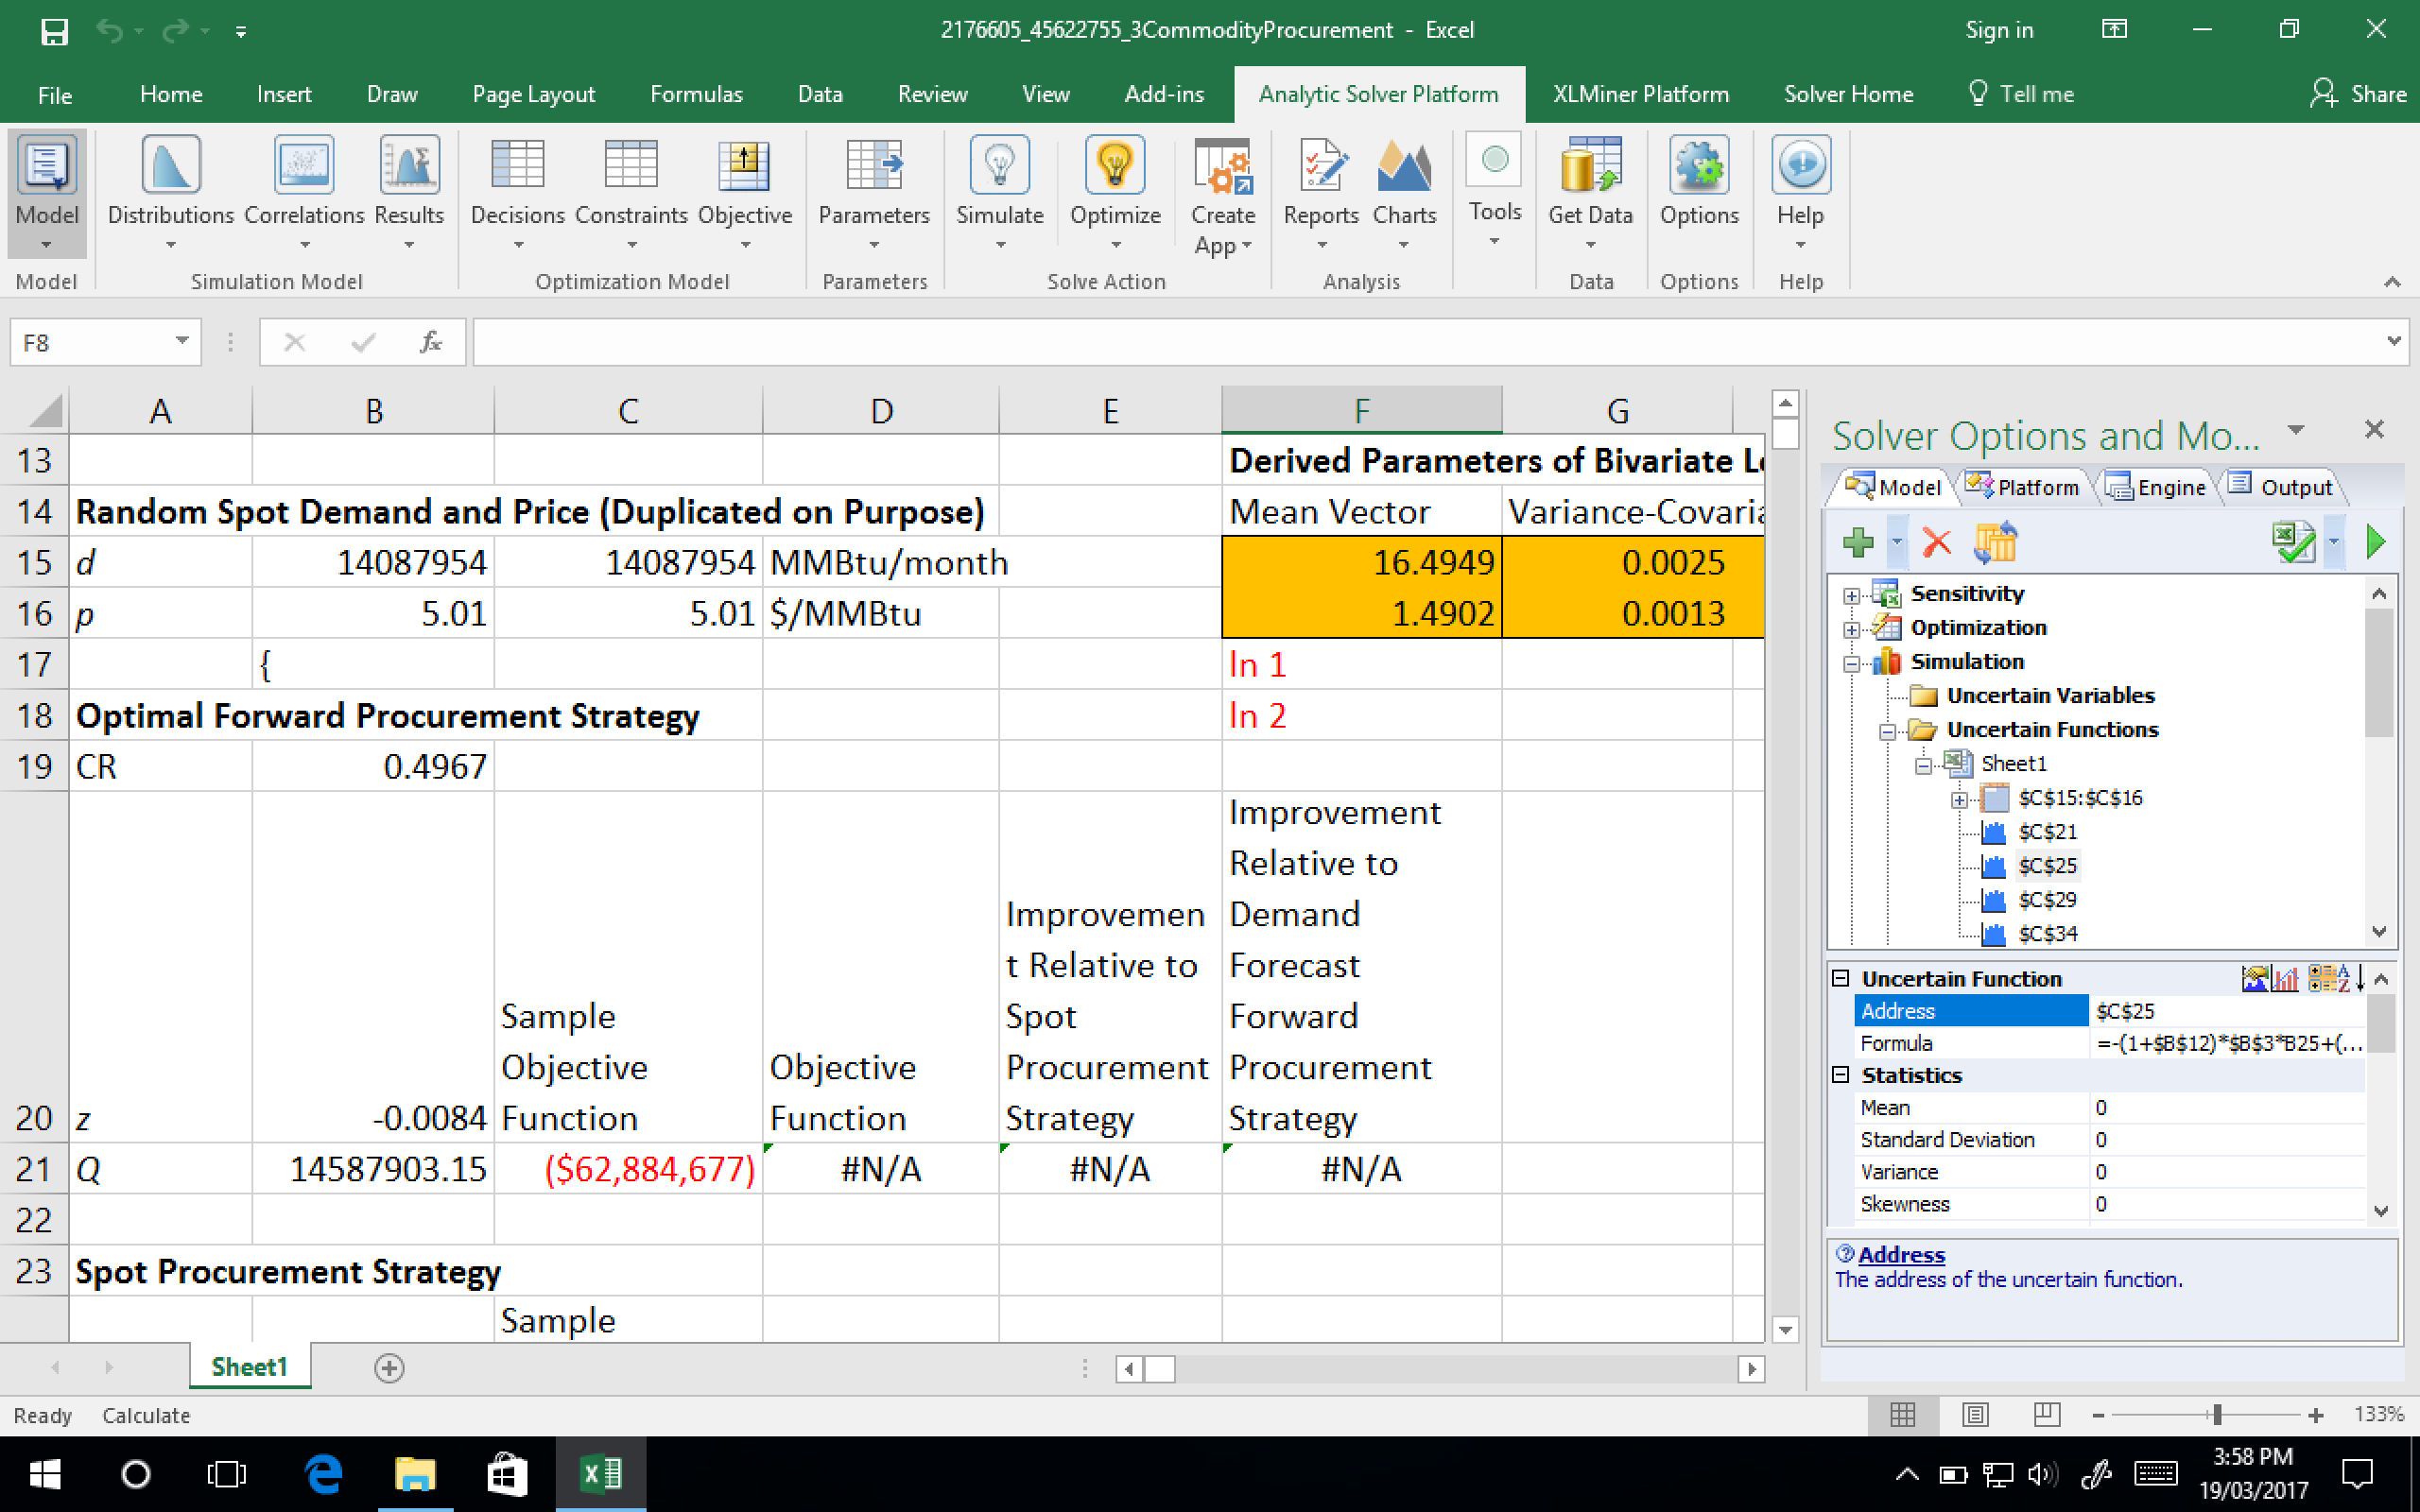 2176605_45622755_3CommodityProcurement - Excel
Sign in
File Home Insert Draw Page Layout Formulas Data Review View Add-ins Analytic Solver Platform XLMiner Platform Solver Home Tell me Share
Model Distributions Correlations Results Decisions Constraints Objective Parameters Simulate Optimize Create App Reports Charts Tools Get Data Options Help
Model Simulation Model Optimization Model Parameters Solve Action Analysis Data Options Help
F8 fx
A B C D E F G
13 Derived Parameters of Bivariate Lo
14 Random Spot Demand and Price (Duplicated on Purpose) Mean Vector Variance-Covaria
15 d 14087954 14087954 MMBtu/month 16.4949 0.0025
16 p 5.01 5.01 $/MMBtu 1.4902 0.0013
17 { ln 1
18 Optimal Forward Procurement Strategy ln 2
19 CR 0.4967
20 z -0.0084 Sample Objective Function Objective Function Improvemen t Relative to Spot Procurement Strategy Improvement Relative to Demand Forecast Forward Procurement Strategy
21 Q 14587903.15 ($62,884,677) #N/A #N/A #N/A
22
23 Spot Procurement Strategy
Sample
Sheet1
Ready Calculate
133%
Solver Options and Mo...
Model Platform Engine Output
Sensitivity
Optimization
Simulation
Uncertain Variables
Uncertain Functions
Sheet1
$C$15:$C$16
$C$21
$C$25
$C$29
$C$34
Uncertain Function
Address $C$25
Formula =-(1+$B$12)*$B$3*B25+(...
Statistics
Mean 0
Standard Deviation 0
Variance 0
Skewness 0
Address
The address of the uncertain function.
3:58 PM
19/03/2017